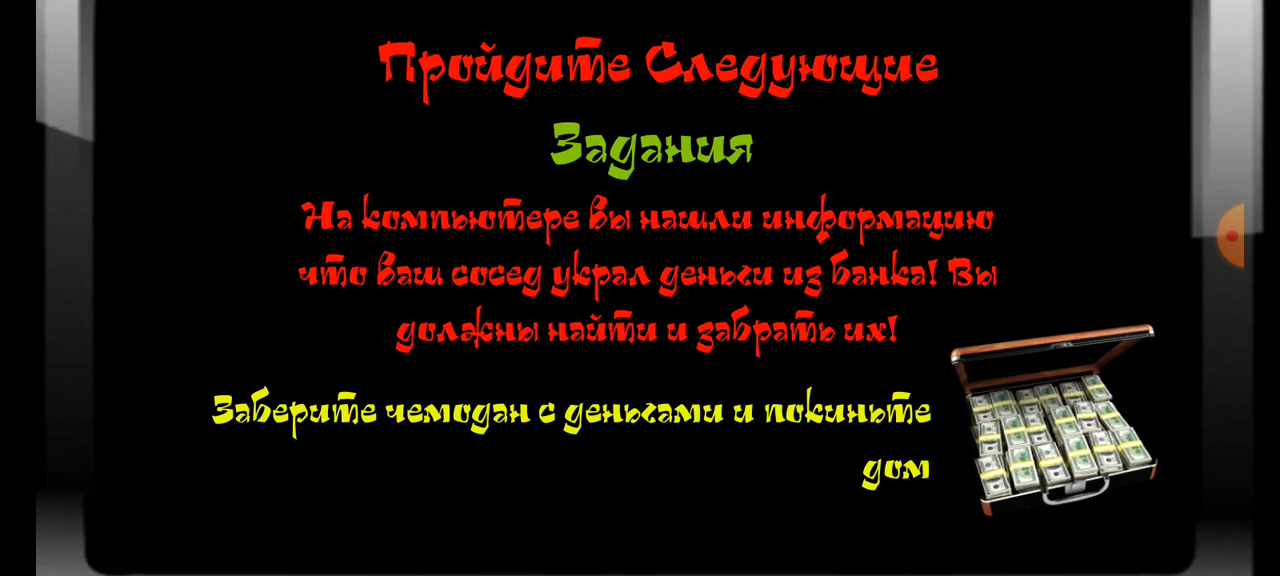 Пройдите Следующие
Задания
На компьютере вы нашли информацию
что ваш сосед украл деньги из банка! Вы
должны найти и забрать их!
Заберите чемодан с деньгами и покиньте
дом